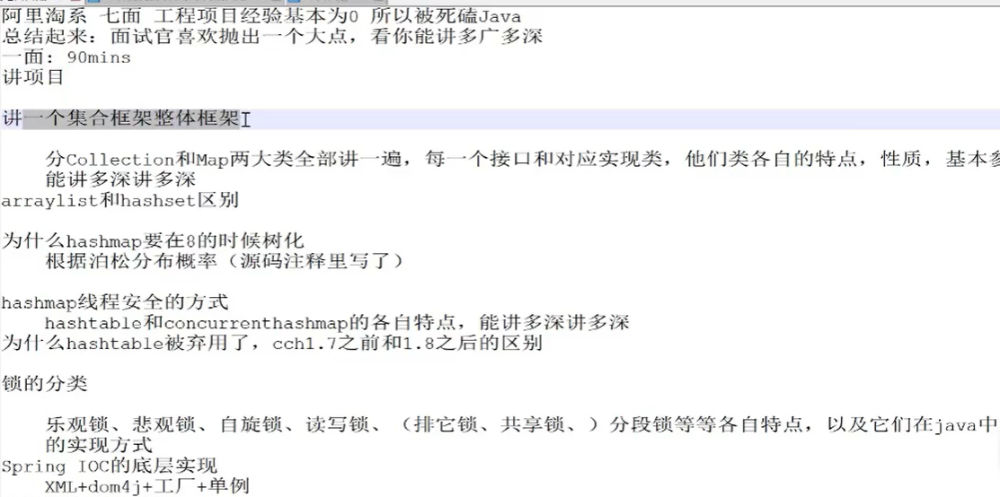 阿里淘系 七面 工程项目经验基本为0 所以被死磕Java
总结起来：面试官喜欢抛出一个大点，看你能讲多广多深
一面：90mins
讲项目
讲一个集合框架整体框架
分Collection和Map两大类全部讲一遍，每一个接口和对应实现类，他们类各自的特点，性质，基本多
能讲多深讲多深
arraylist和hashset区别
为什么hashmap要在8的时候树化
根据泊松分布概率（源码注释里写了）
hashmap线程安全的方式
hashtable和concurrenthashmap的各自特点，能讲多深讲多深
为什么hashtable被弃用了，cch1.7之前和1.8之后的区别
锁的分类
乐观锁、悲观锁、自旋锁、读写锁、（排它锁、共享锁、）分段锁等等各自特点，以及它们在java中
的实现方式
Spring IOC的底层实现
XML+dom4j+工厂+单例